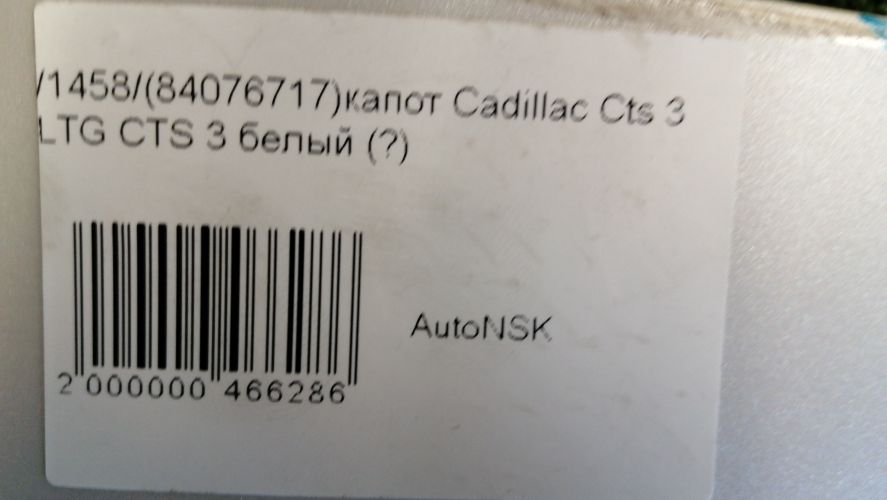 /1458/(84076717)капот Cadillac Cts 3
LTG CTS 3 белый (?)
AutoNSK
2 000000 466286